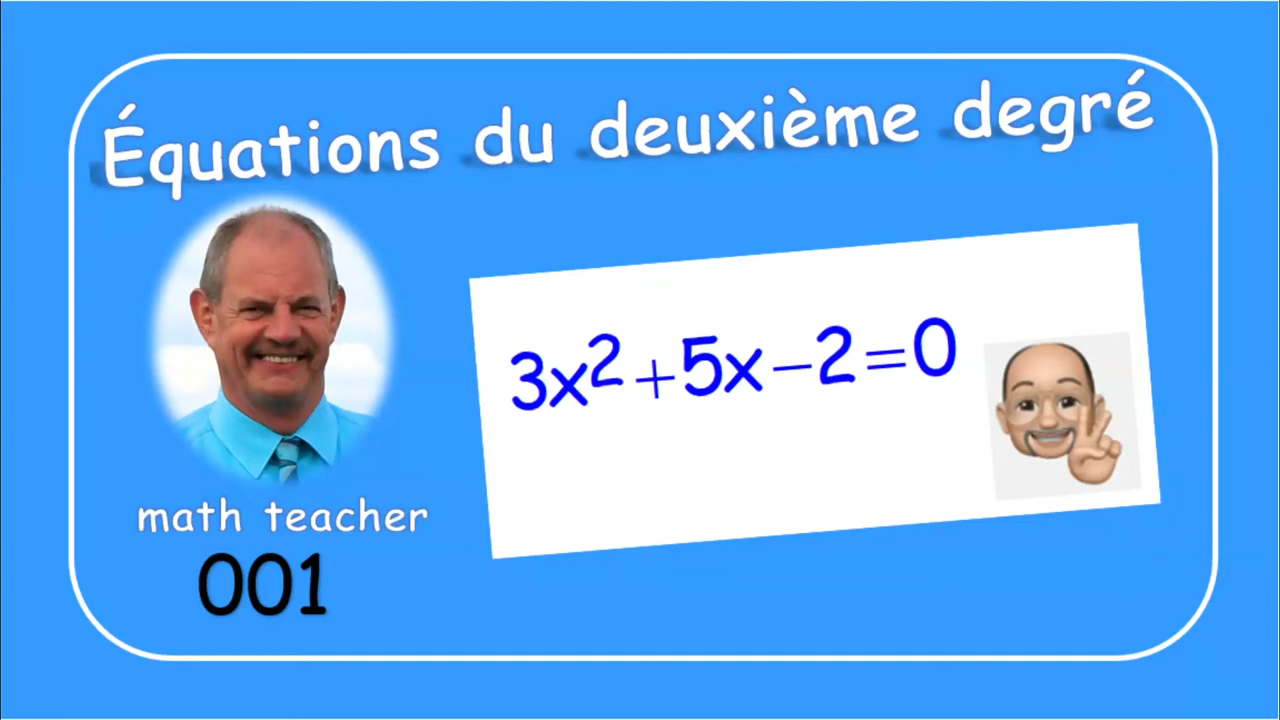 Équations du deuxième degré
3x²+5x−2=0
math teacher
001